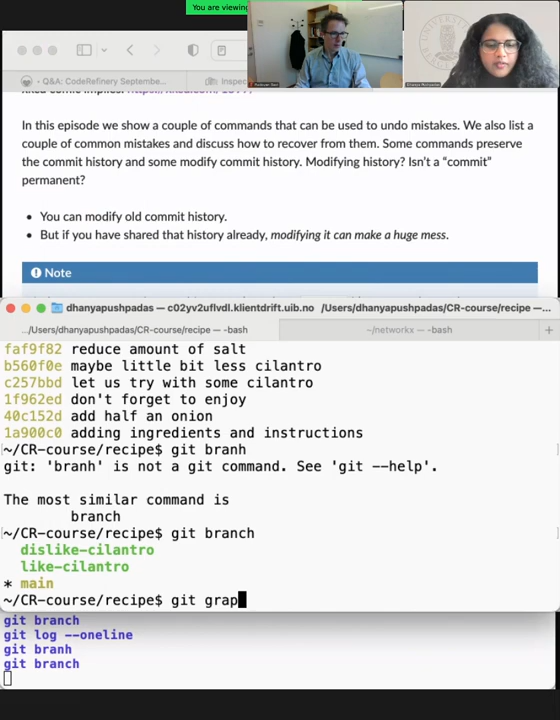 You are viewing
Q&A: CodeRefinery Septembe...
Inspec
In this episode we show a couple of commands that can be used to undo mistakes. We also list a
couple of common mistakes and discuss how to recover from them. Some commands preserve
the commit history and some modify commit history. Modifying history? Isn't a “commit”
permanent?
• You can modify old commit history.
• But if you have shared that history already, modifying it can make a huge mess.
Note
dhanyapushpadas — c02yv2uflvdl.klientdrift.uib.no /Users/dhanyapushpadas/CR-course/recipe —...
.../Users/dhanyapushpadas/CR-course/recipe — -bash
~/networkx — -bash
faf9f82 reduce amount of salt
b560f0e maybe little bit less cilantro
c257bbd let us try with some cilantro
1f962ed don't forget to enjoy
40c152d add half an onion
1a900c0 adding ingredients and instructions
~/CR-course/recipe$ git branh
git: 'branh' is not a git command. See 'git --help'.
The most similar command is
branch
~/CR-course/recipe$ git branch
dislike-cilantro
like-cilantro
* main
~/CR-course/recipe$ git grap
git branch
git log --oneline
git branh
git branch